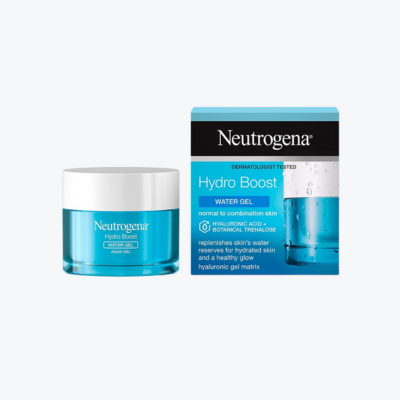 Neutrogena®
Hydro Boost
WATER GEL
AQUA-GEL
Neutrogena®
DERMATOLOGIST TESTED
Hydro Boost
WATER GEL
normal to combination skin
HYALURONIC ACID +
BOTANICAL TREHALOSE
replenishes skin's water
reserves for hydrated skin
and a healthy glow
hyaluronic gel matrix